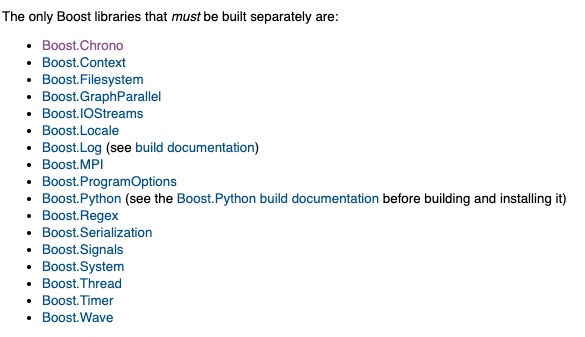 The only Boost libraries that must be built separately are:
• Boost.Chrono
• Boost.Context
• Boost.Filesystem
• Boost.GraphParallel
• Boost.IOStreams
• Boost.Locale
• Boost.Log (see build documentation)
• Boost.MPI
• Boost.ProgramOptions
• Boost.Python (see the Boost.Python build documentation before building and installing it)
• Boost.Regex
• Boost.Serialization
• Boost.Signals
• Boost.System
• Boost.Thread
• Boost.Timer
• Boost.Wave